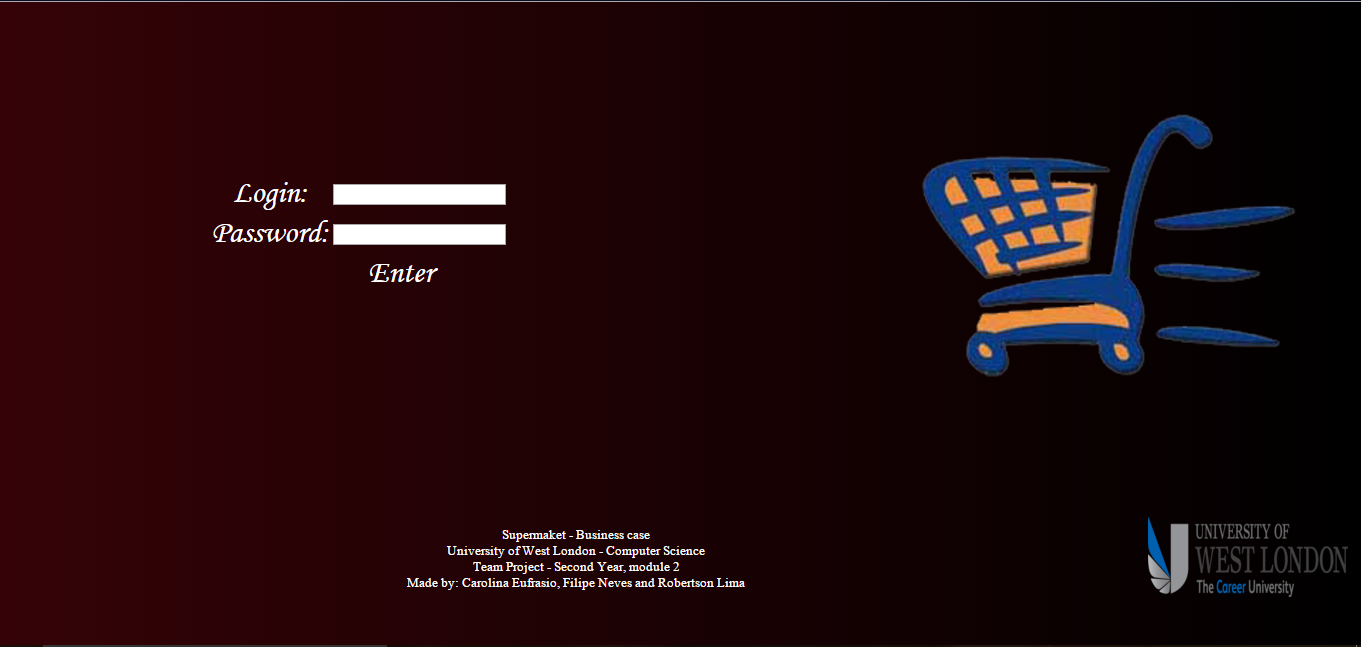 Login:
Password:
Enter
Supermaket - Business case
University of West London - Computer Science
Team Project - Second Year, module 2
Made by: Carolina Eufrasio, Filipe Neves and Robertson Lima
UNIVERSITY OF
WEST LONDON
The Career University